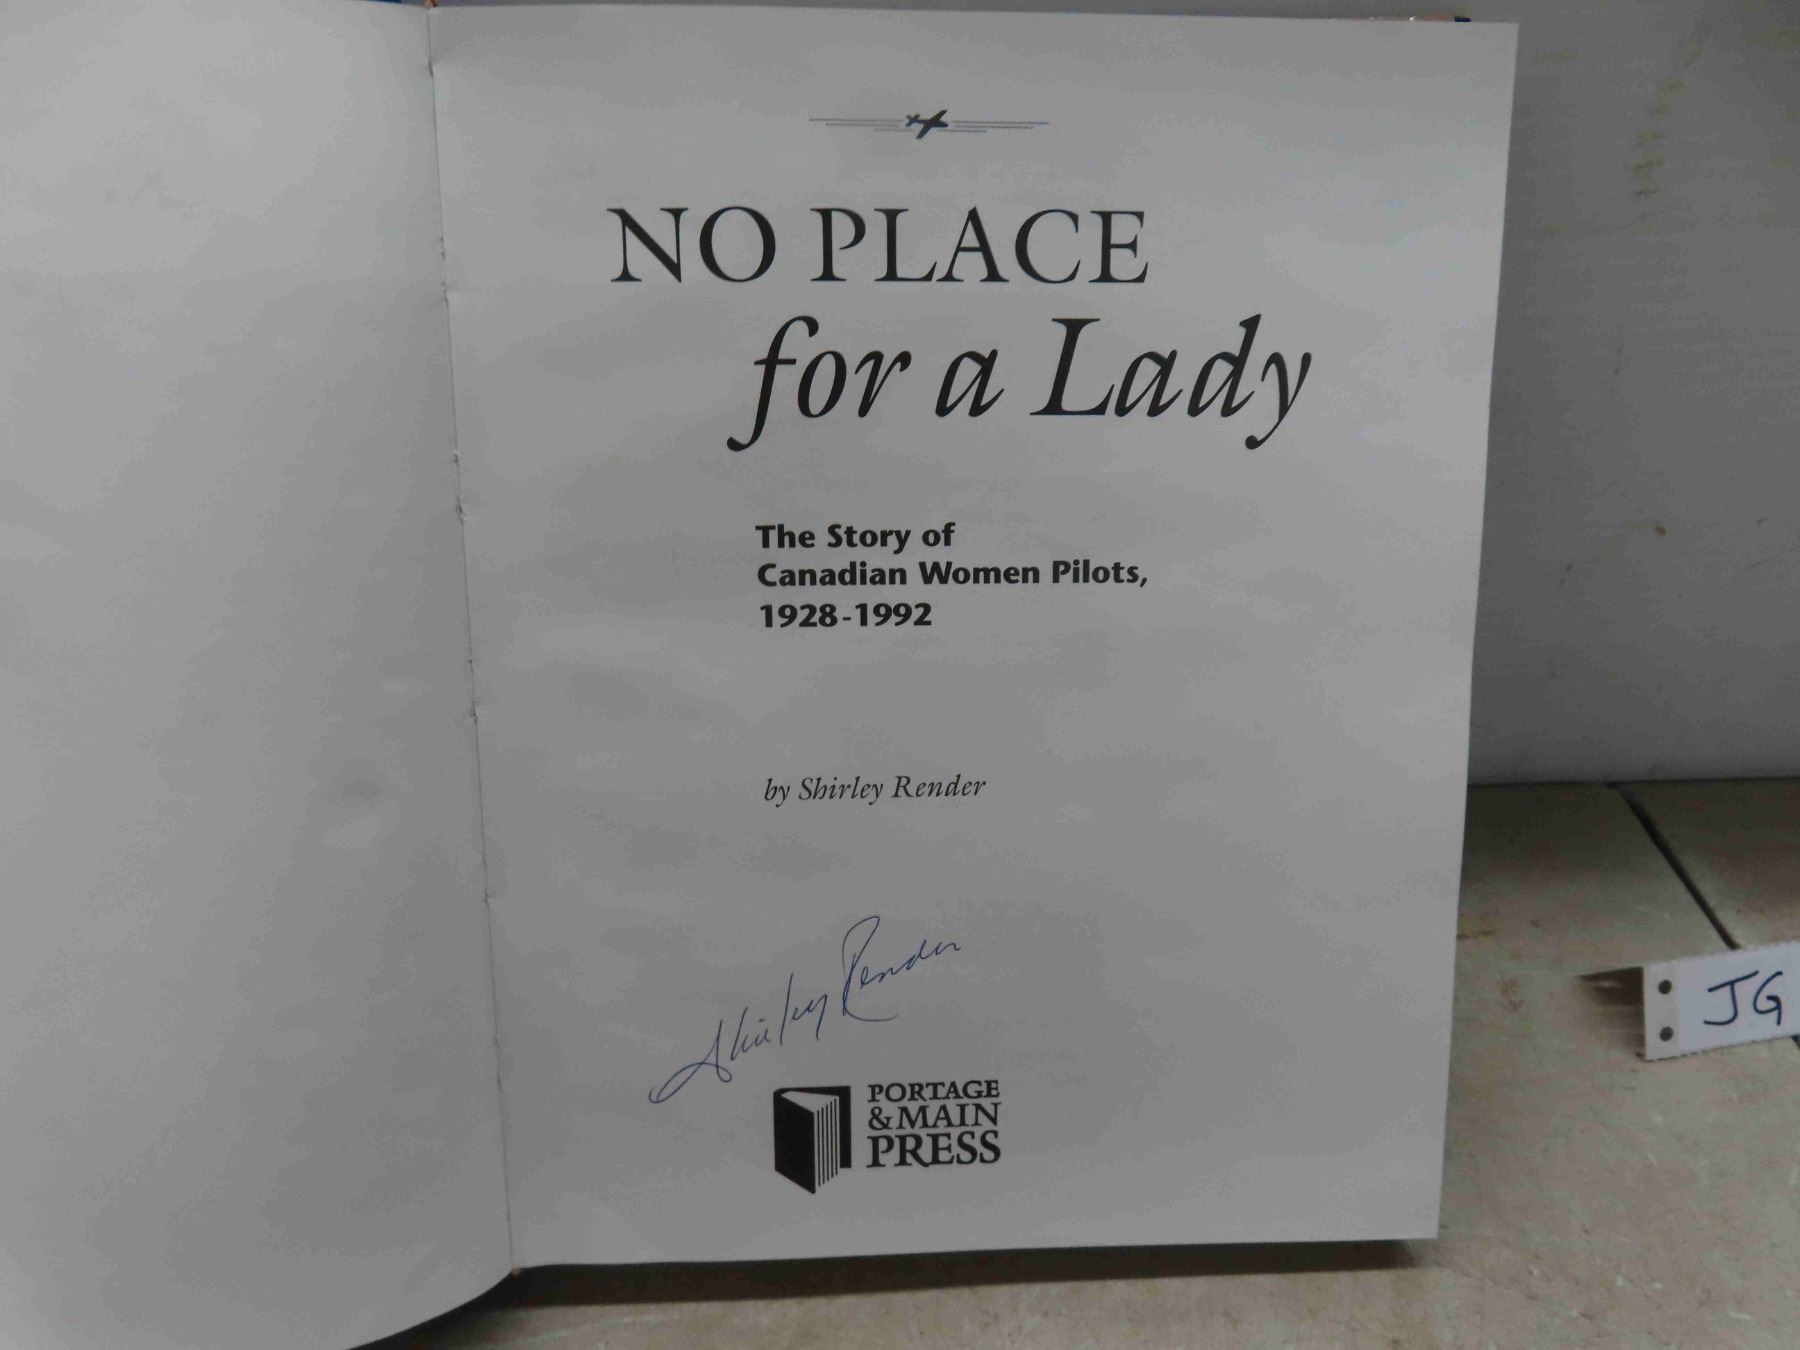 NO PLACE
for a Lady
The Story of
Canadian Women Pilots,
1928-1992
by Shirley Render
Shirley Render
PORTAGE
& MAIN
PRESS
JG